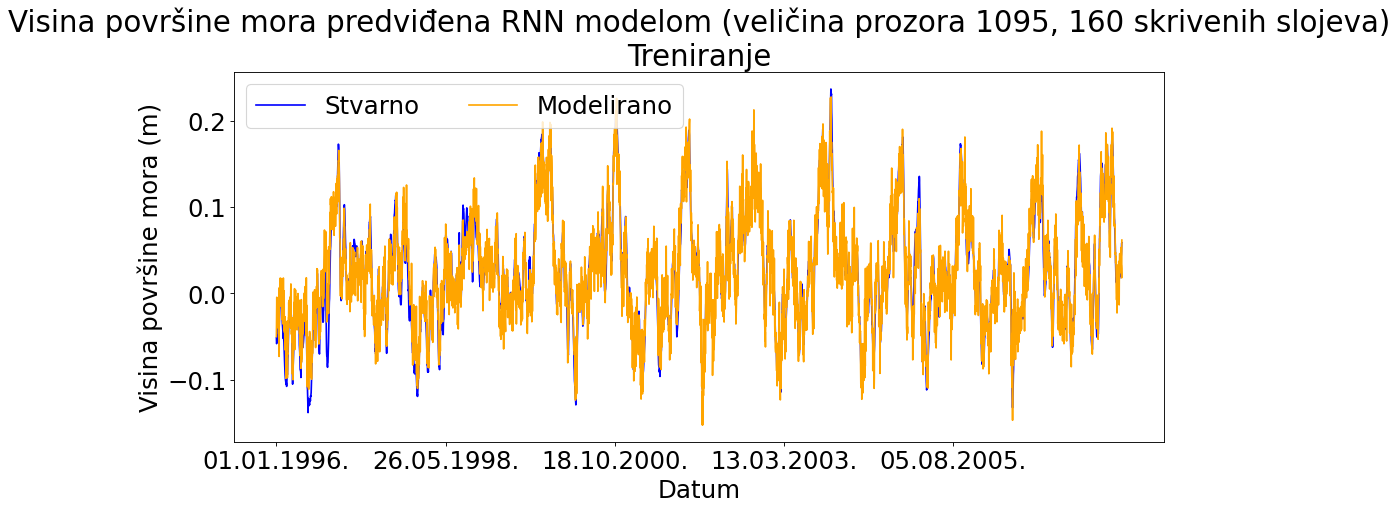 Visina površine mora predviđena RNN modelom (veličina prozora 1095, 160 skrivenih slojeva)
Treniranje
Stvarno Modelirano
Visina površine mora (m)
0.2
0.1
0.0
−0.1
01.01.1996. 26.05.1998. 18.10.2000. 13.03.2003. 05.08.2005.
Datum